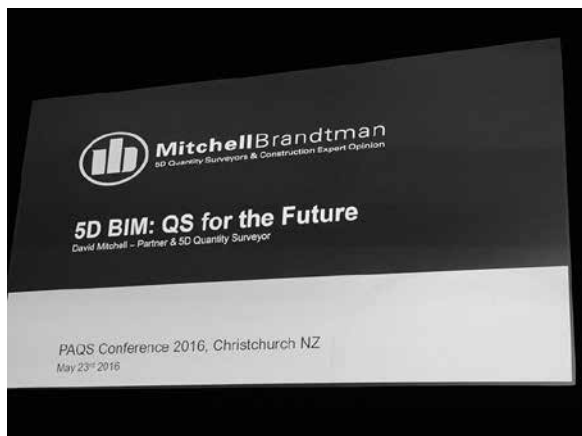 MitchellBrandtman
5D Quantity Surveyors & Construction Expert Opinion
5D BIM: QS for the Future
David Mitchell – Partner & 5D Quantity Surveyor
PAQS Conference 2016, Christchurch NZ
May 23rd 2016